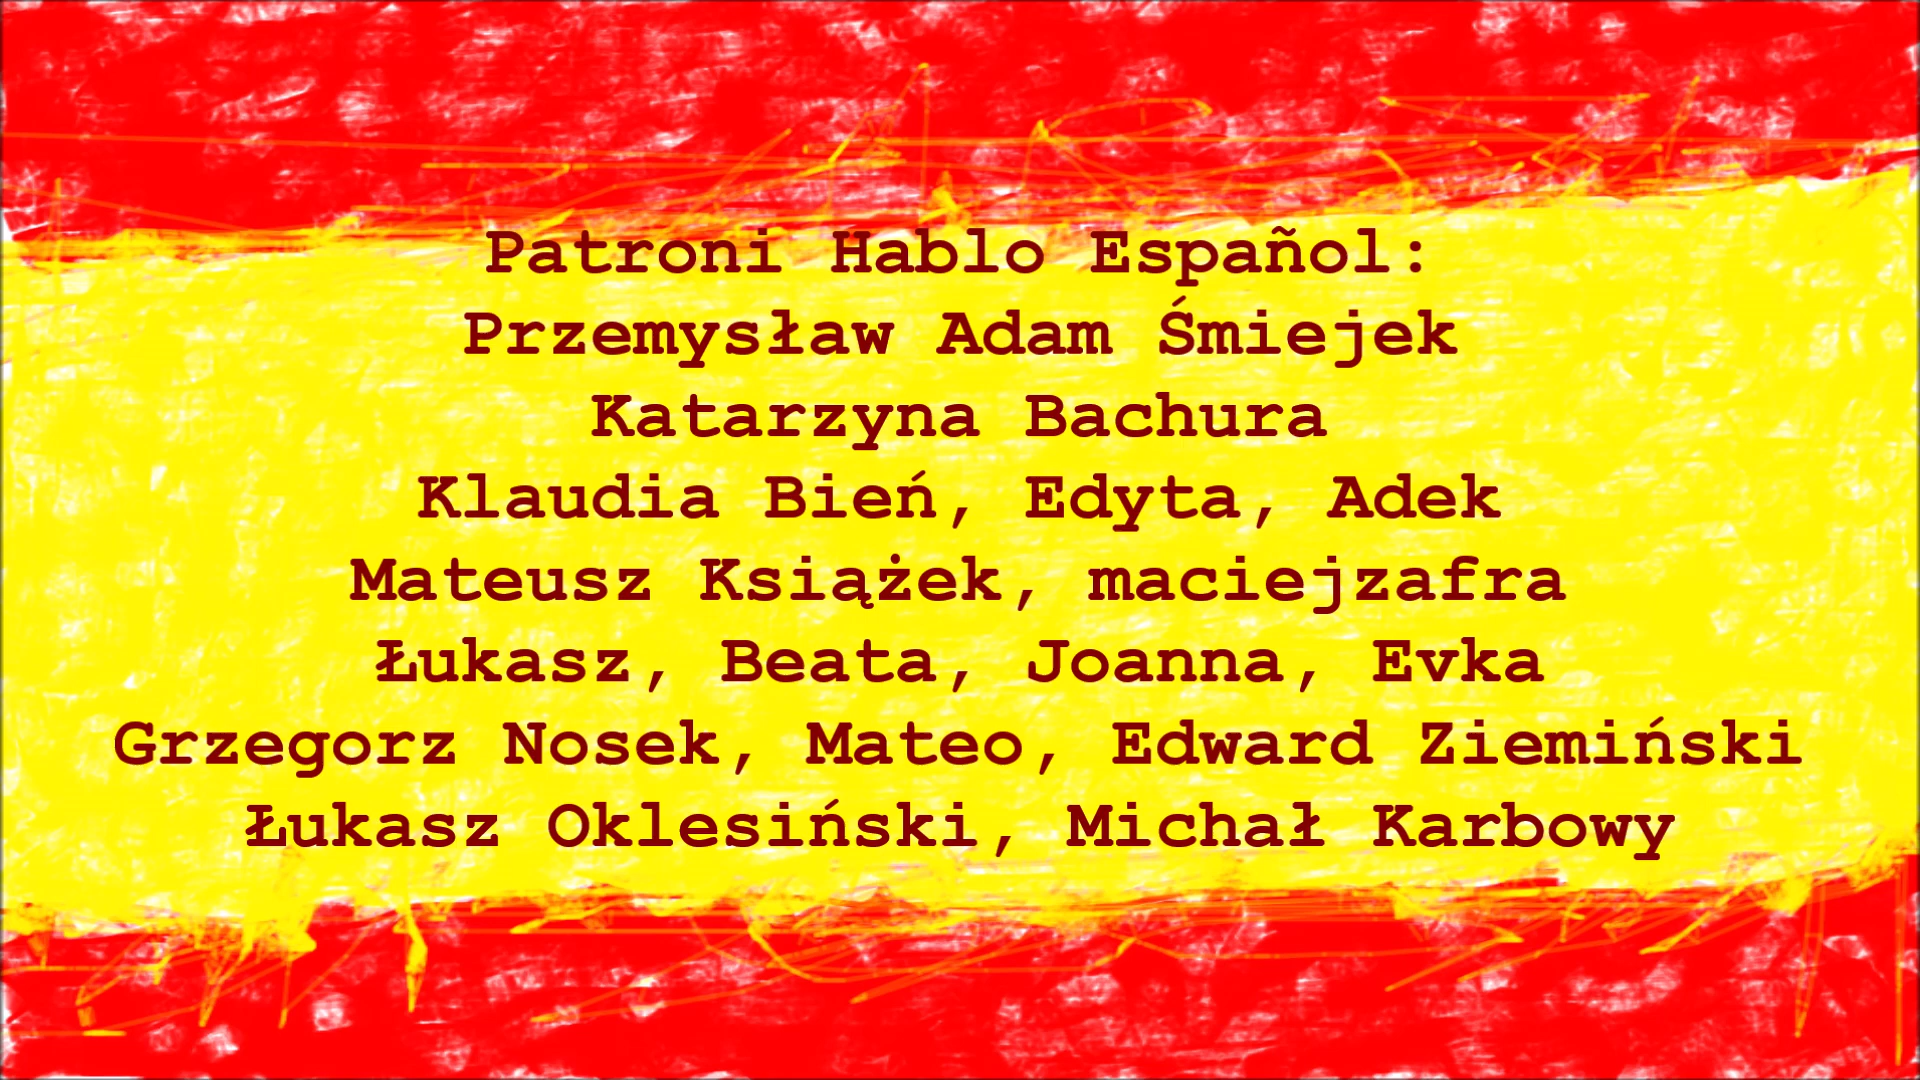 Patroni Hablo Español:
Przemysław Adam Śmiejek
Katarzyna Bachura
Klaudia Bień, Edyta, Adek
Mateusz Książek, maciejzafra
Łukasz, Beata, Joanna, Evka
Grzegorz Nosek, Mateo, Edward Ziemiński
Łukasz Oklesiński, Michał Karbowy